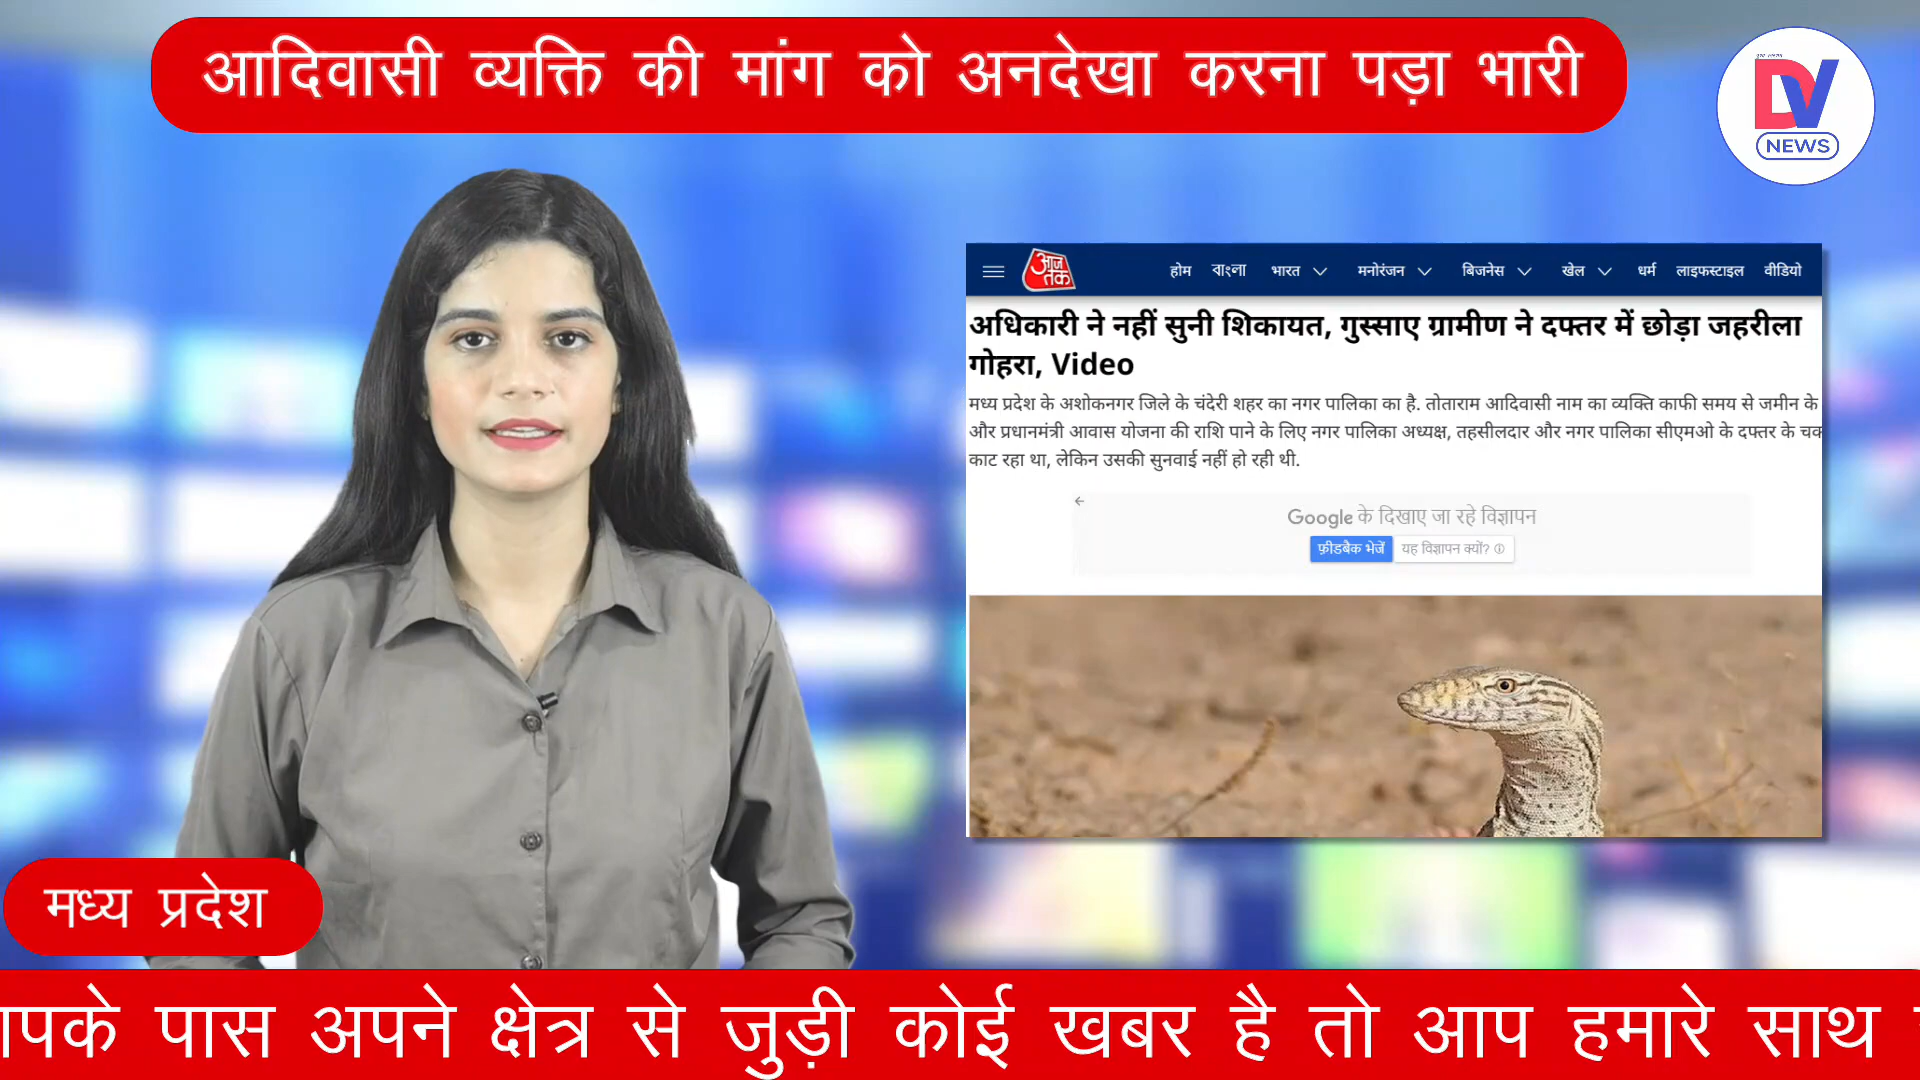 आदिवासी व्यक्ति की मांग को अनदेखा करना पड़ा भारी
DV
NEWS
आज तक
होम বাংলা भारत मनोरंजन बिजनेस खेल धर्म लाइफस्टाइल वीडियो
अधिकारी ने नहीं सुनी शिकायत, गुस्साए ग्रामीण ने दफ्तर में छोड़ा जहरीला
गोहरा, Video
मध्य प्रदेश के अशोकनगर जिले के चंदेरी शहर का नगर पालिका का है. तोताराम आदिवासी नाम का व्यक्ति काफी समय से जमीन के
और प्रधानमंत्री आवास योजना की राशि पाने के लिए नगर पालिका अध्यक्ष, तहसीलदार और नगर पालिका सीएमओ के दफ्तर के
काट रहा था, लेकिन उसकी सुनवाई नहीं हो रही थी.
Google के दिखाए जा रहे विज्ञापन
फ़ीडबैक भेजें यह विज्ञापन क्यों?
मध्य प्रदेश
पके पास अपने क्षेत्र से जुड़ी कोई खबर है तो आप हमारे साथ